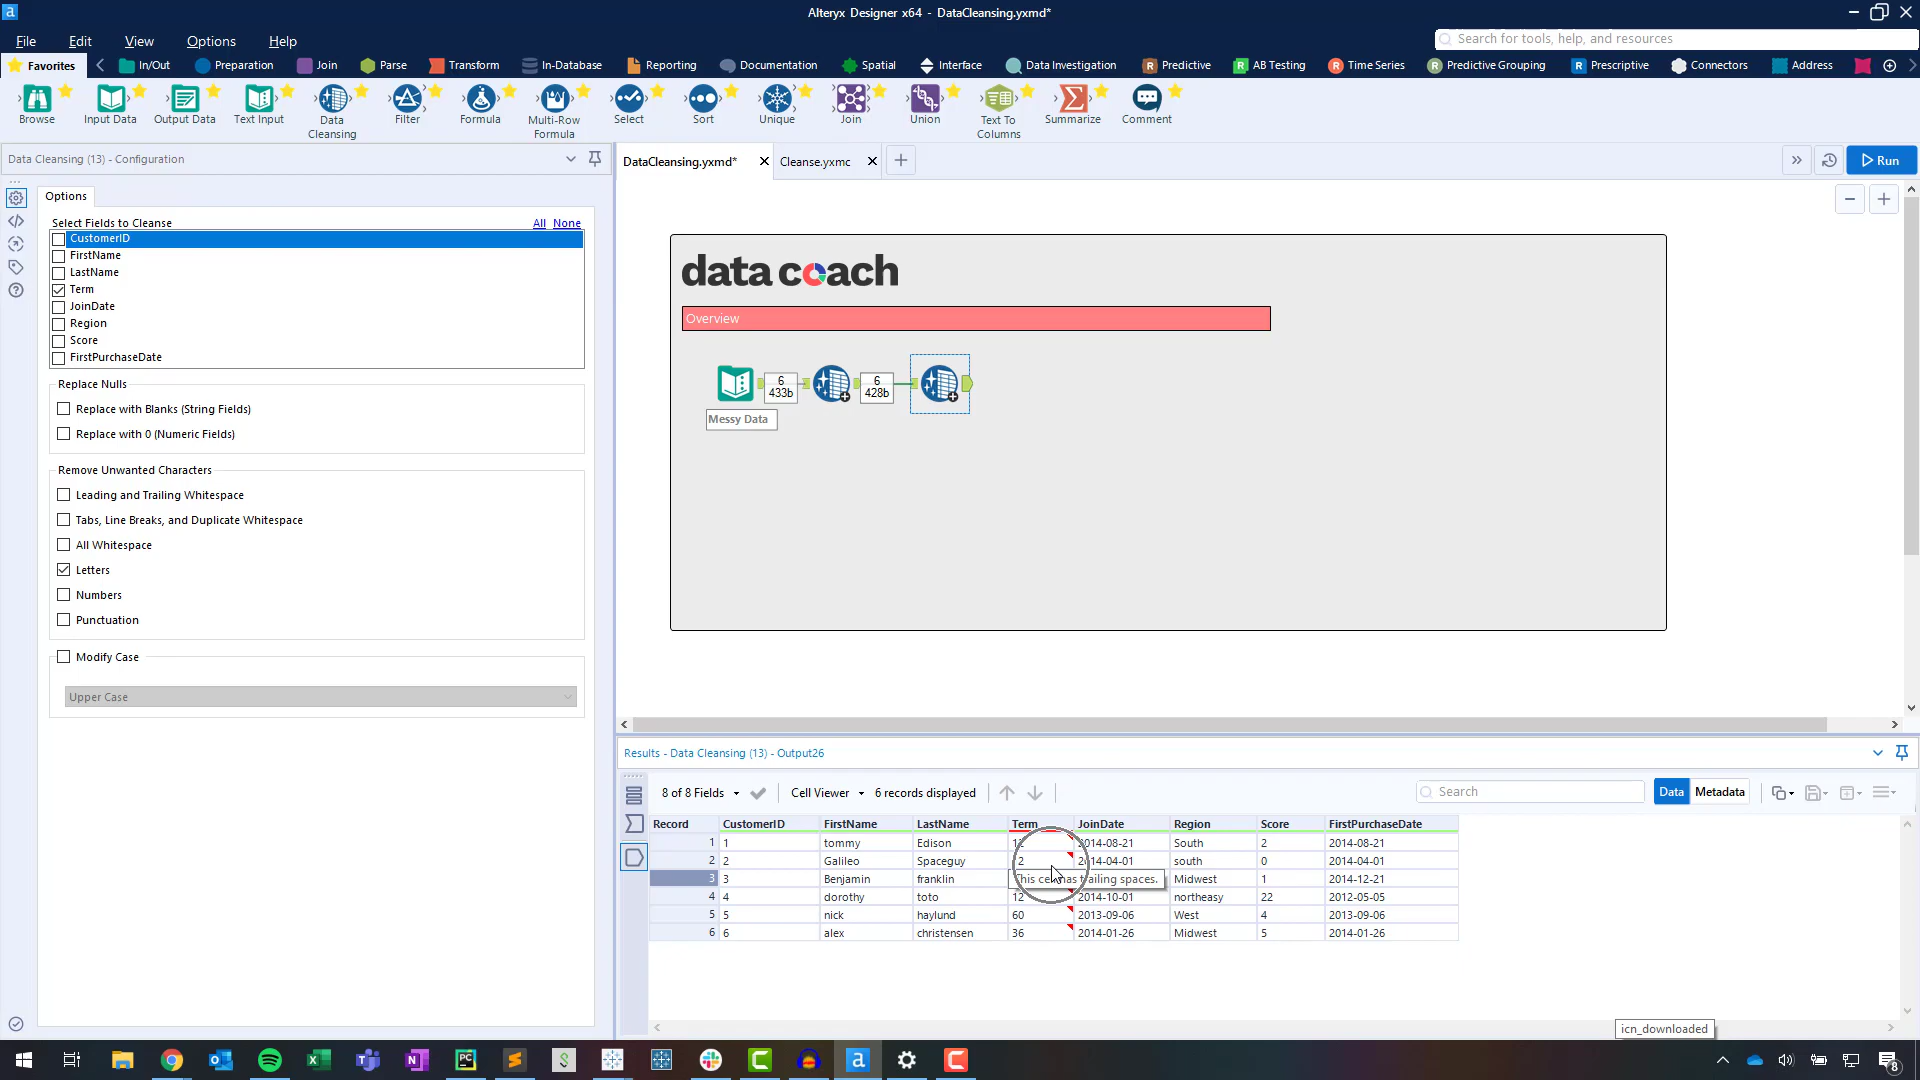 Alteryx Designer x64 - DataCleansing.yxmd*
File Edit View Options Help
Search for tools, help, and resources
Favorites In/Out Preparation Join Parse Transform In-Database Reporting Documentation Spatial Interface Data Investigation Predictive AB Testing Time Series Predictive Grouping Prescriptive Connectors Address
Browse Input Data Output Data Text Input Data Cleansing Filter Formula Multi-Row Formula Select Sort Unique Join Union Text To Columns Summarize Comment
Data Cleansing (13) - Configuration
DataCleansing.yxmd* Cleanse.yxmc Run
Options
Select Fields to Cleanse All None
CustomerID
FirstName
LastName
Term
JoinDate
Region
Score
FirstPurchaseDate
Replace Nulls
Replace with Blanks (String Fields)
Replace with 0 (Numeric Fields)
Remove Unwanted Characters
Leading and Trailing Whitespace
Tabs, Line Breaks, and Duplicate Whitespace
All Whitespace
Letters
Numbers
Punctuation
Modify Case
Upper Case
data coach
Overview
6
433b
6
428b
Messy Data
Results - Data Cleansing (13) - Output26
8 of 8 Fields Cell Viewer 6 records displayed Search Data Metadata
Record CustomerID FirstName LastName Term JoinDate Region Score FirstPurchaseDate
1 1 tommy Edison 2014-08-21 South 2 2014-08-21
2 2 Galileo Spaceguy 2014-04-01 south 0 2014-04-01
3 3 Benjamin franklin This cell has trailing spaces. Midwest 1 2014-12-21
4 4 dorothy toto 12 2014-10-01 northeasy 22 2012-05-05
5 5 nick haylund 60 2013-09-06 West 4 2013-09-06
6 6 alex christensen 36 2014-01-26 Midwest 5 2014-01-26
icn_downloaded
8